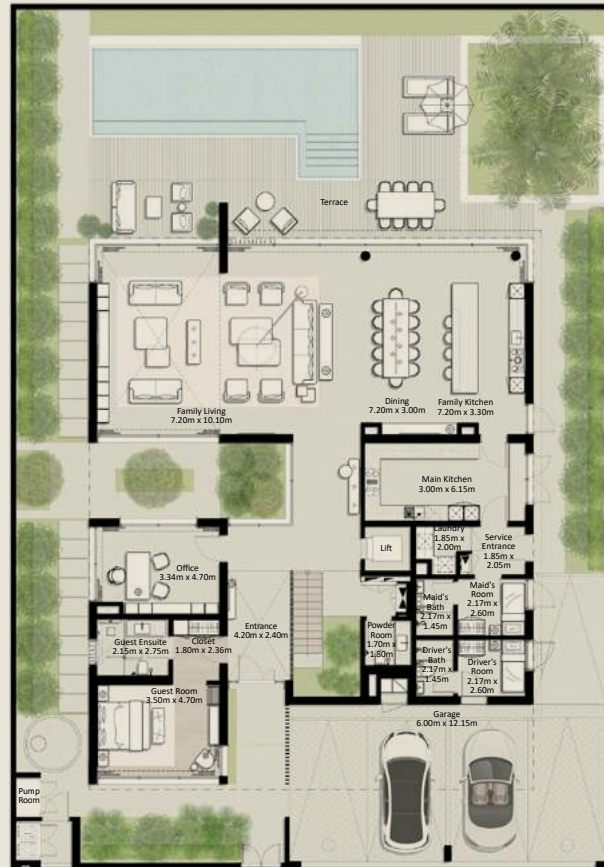 Terrace
Family Living
7.20m x 10.10m
Dining
7.20m x 3.00m
Family Kitchen
7.20m x 3.30m
Main Kitchen
3.00m x 6.15m
Lift
Laundry
1.85m x
2.00m
Service
Entrance
1.85m x
2.05m
Office
3.34m x 4.70m
Maid's
Bath
2.17m x
1.45m
Maid's
Room
2.17m x
2.60m
Entrance
4.20m x 2.40m
Powder
Room
1.70m x
1.80m
Guest Ensuite
2.15m x 2.75m
Closet
1.80m x 2.36m
Driver's
Bath
2.17m x
1.45m
Driver's
Room
2.17m x
2.60m
Guest Room
3.50m x 4.70m
Garage
6.00m x 12.15m
Pump
Room